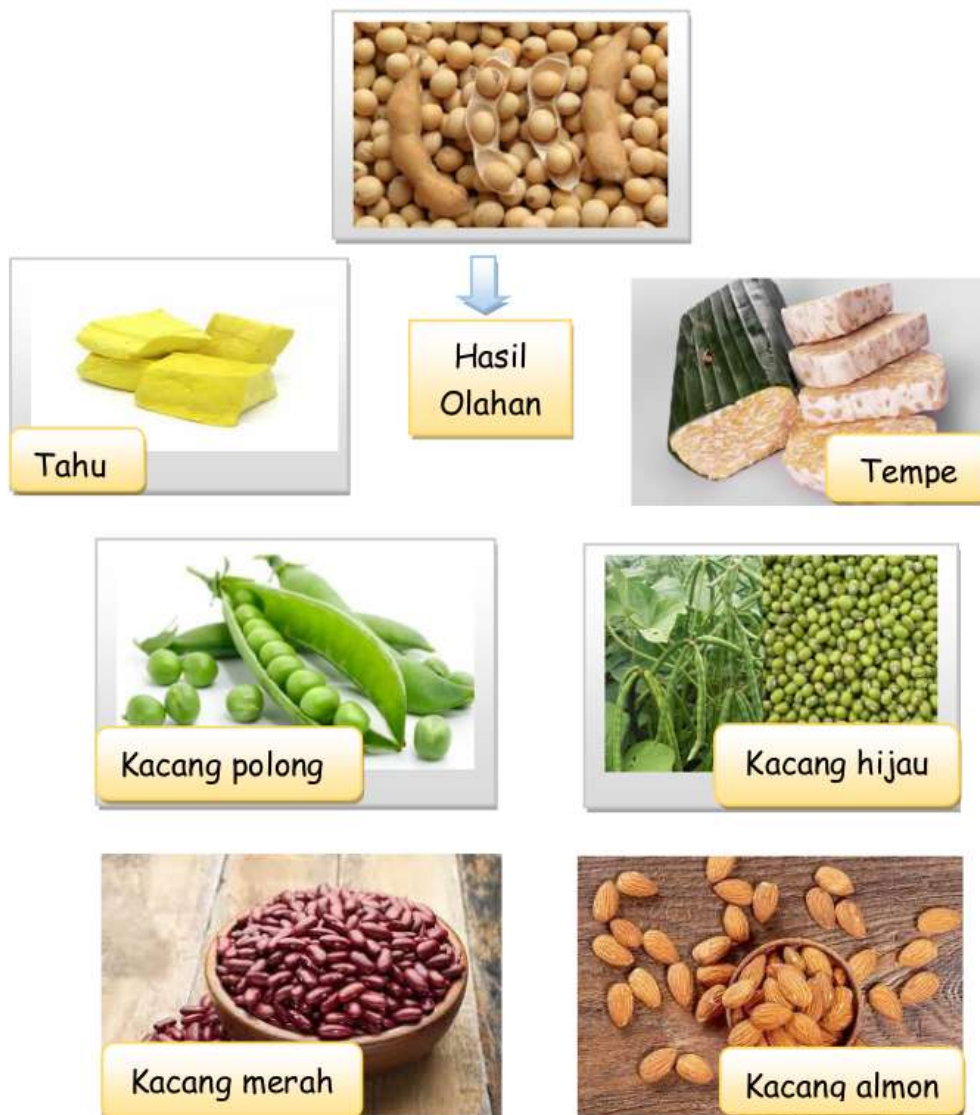 Hasil
Olahan
Tahu
Tempe
Kacang polong
Kacang hijau
Kacang merah
Kacang almon